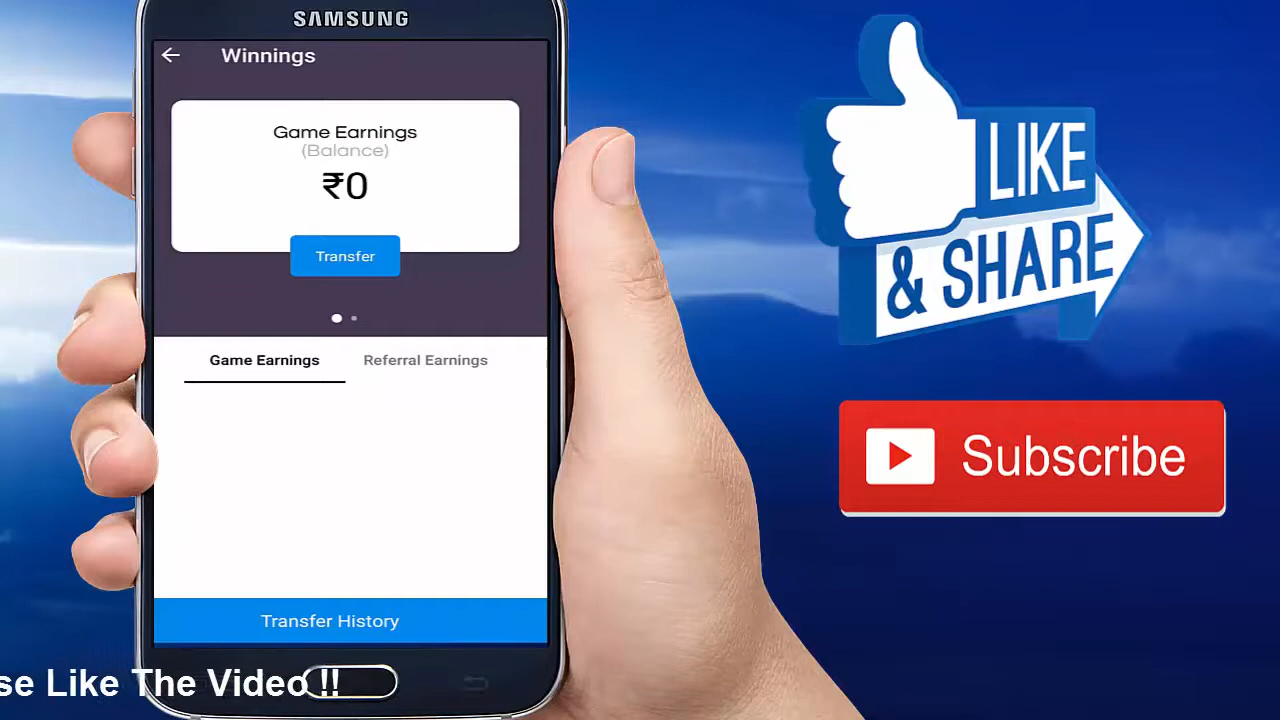 SAMSUNG
Winnings
Game Earnings
(Balance)
₹0
Transfer
Game Earnings Referral Earnings
Transfer History
se Like The Video !!
LIKE
& SHARE
Subscribe